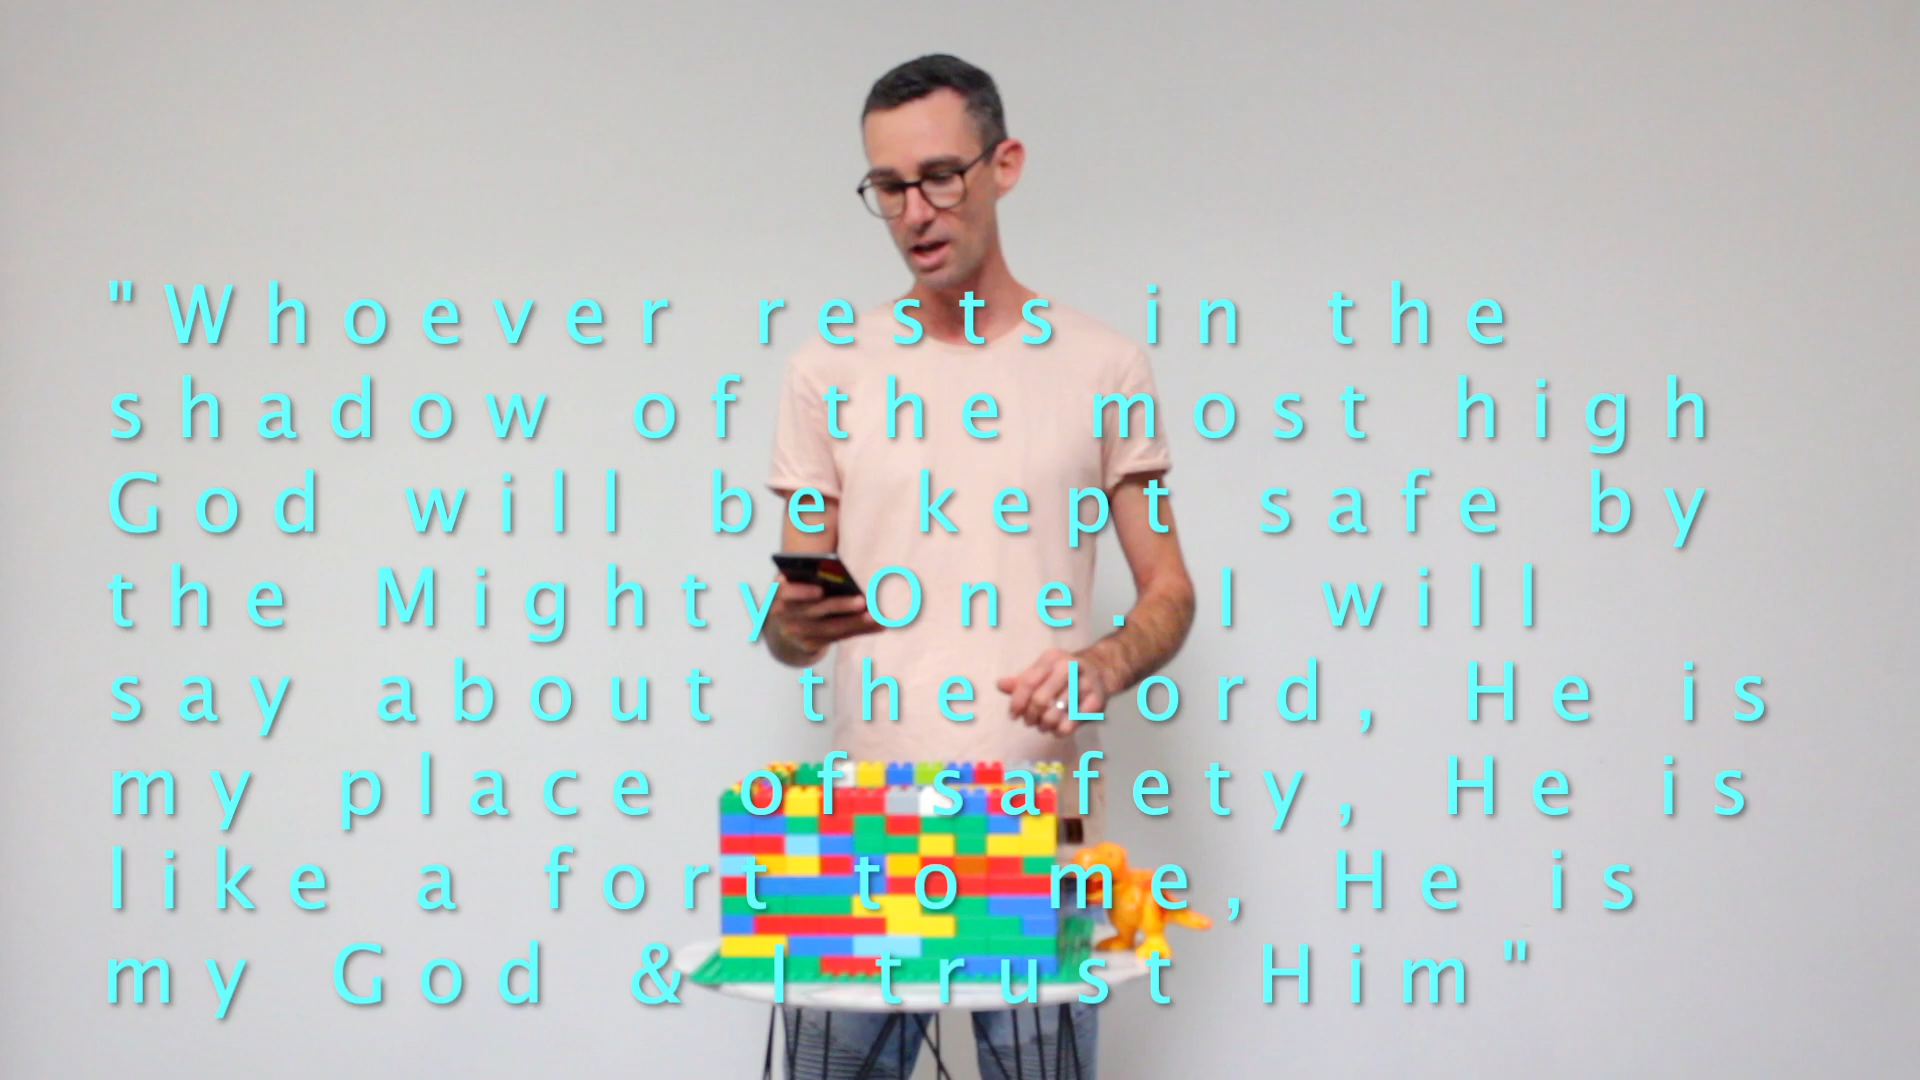 "Whoever rests in the
shadow of the most high
God will be kept safe by
the Mighty One. I will
say about the Lord, He is
my place of safety, He is
like a fort to me, He is
my God & I trust Him"